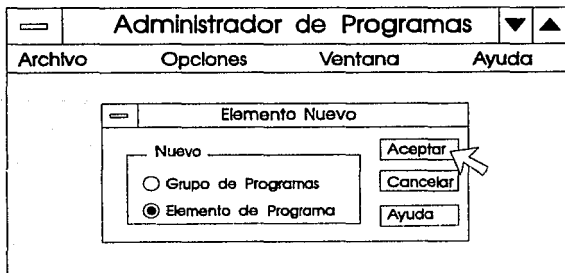 Administrador de Programas
Archivo Opciones Ventana Ayuda
Elemento Nuevo
Nuevo
Grupo de Programas
Elemento de Programa
Aceptar
Cancelar
Ayuda